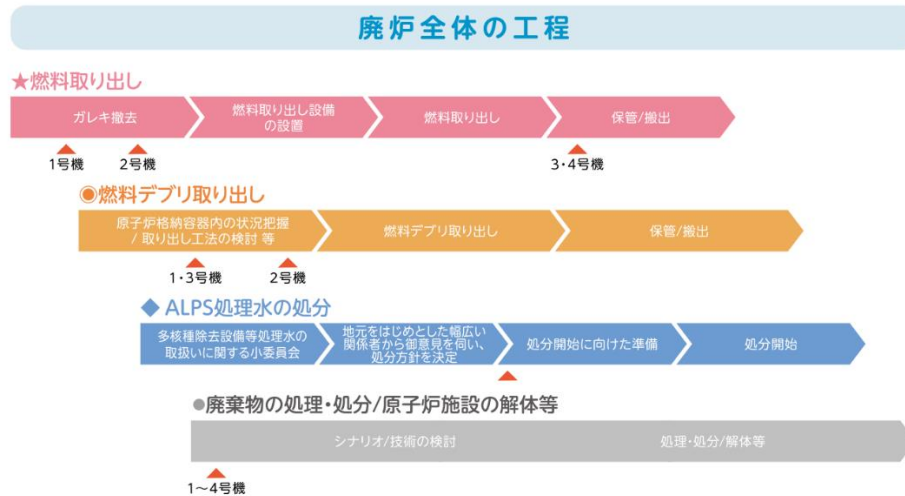 廃炉全体の工程
★燃料取り出し
ガレキ撤去
燃料取り出し設備
の設置
燃料取り出し
保管/搬出
1号機
2号機
3・4号機
◉燃料デブリ取り出し
原子炉格納容器内の状況把握
/ 取り出し工法の検討 等
燃料デブリ取り出し
保管/搬出
1・3号機
2号機
◆ ALPS処理水の処分
多核種除去設備等処理水の
取扱いに関する小委員会
地元をはじめとした幅広い
関係者から御意見を伺い、
処分方針を決定
処分開始に向けた準備
処分開始
●廃棄物の処理・処分/原子炉施設の解体等
シナリオ/技術の検討
処理・処分/解体等
1〜4号機